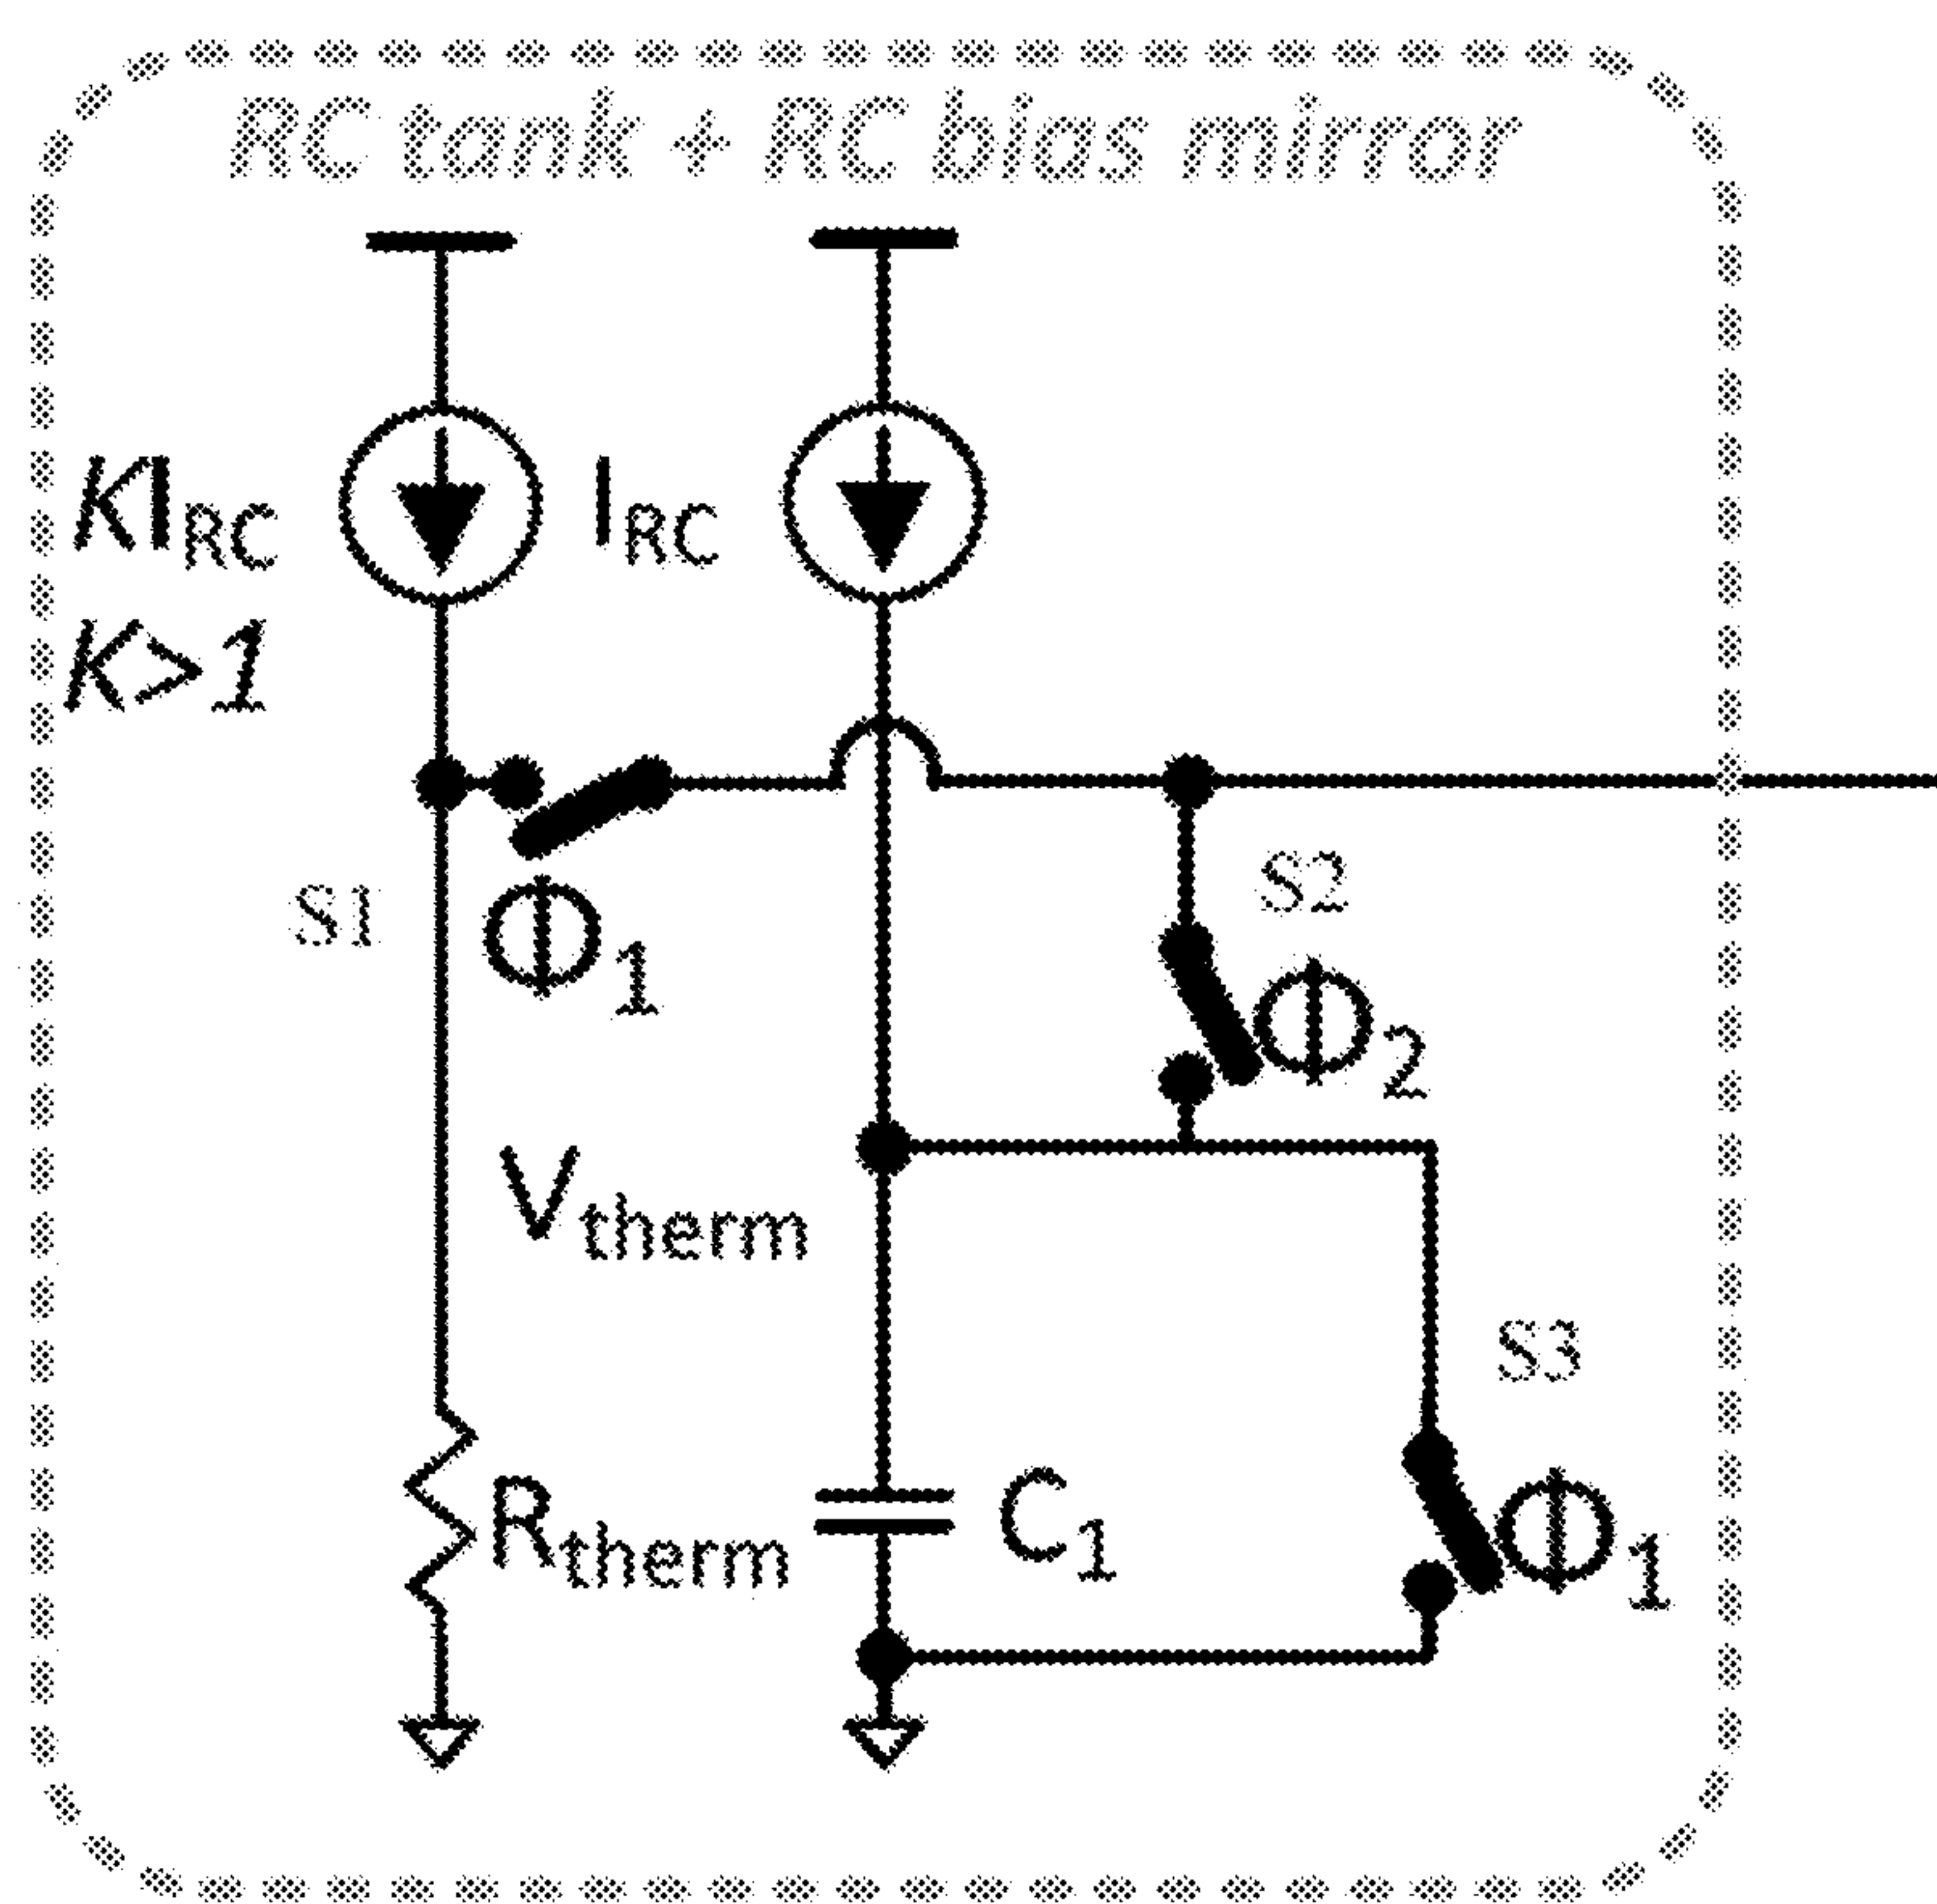 RC tank + RC bias mirror
KI_RC
I_RC
K>1
S1
Φ1
S2
Φ2
V_therm
S3
R_therm
C1
Φ1